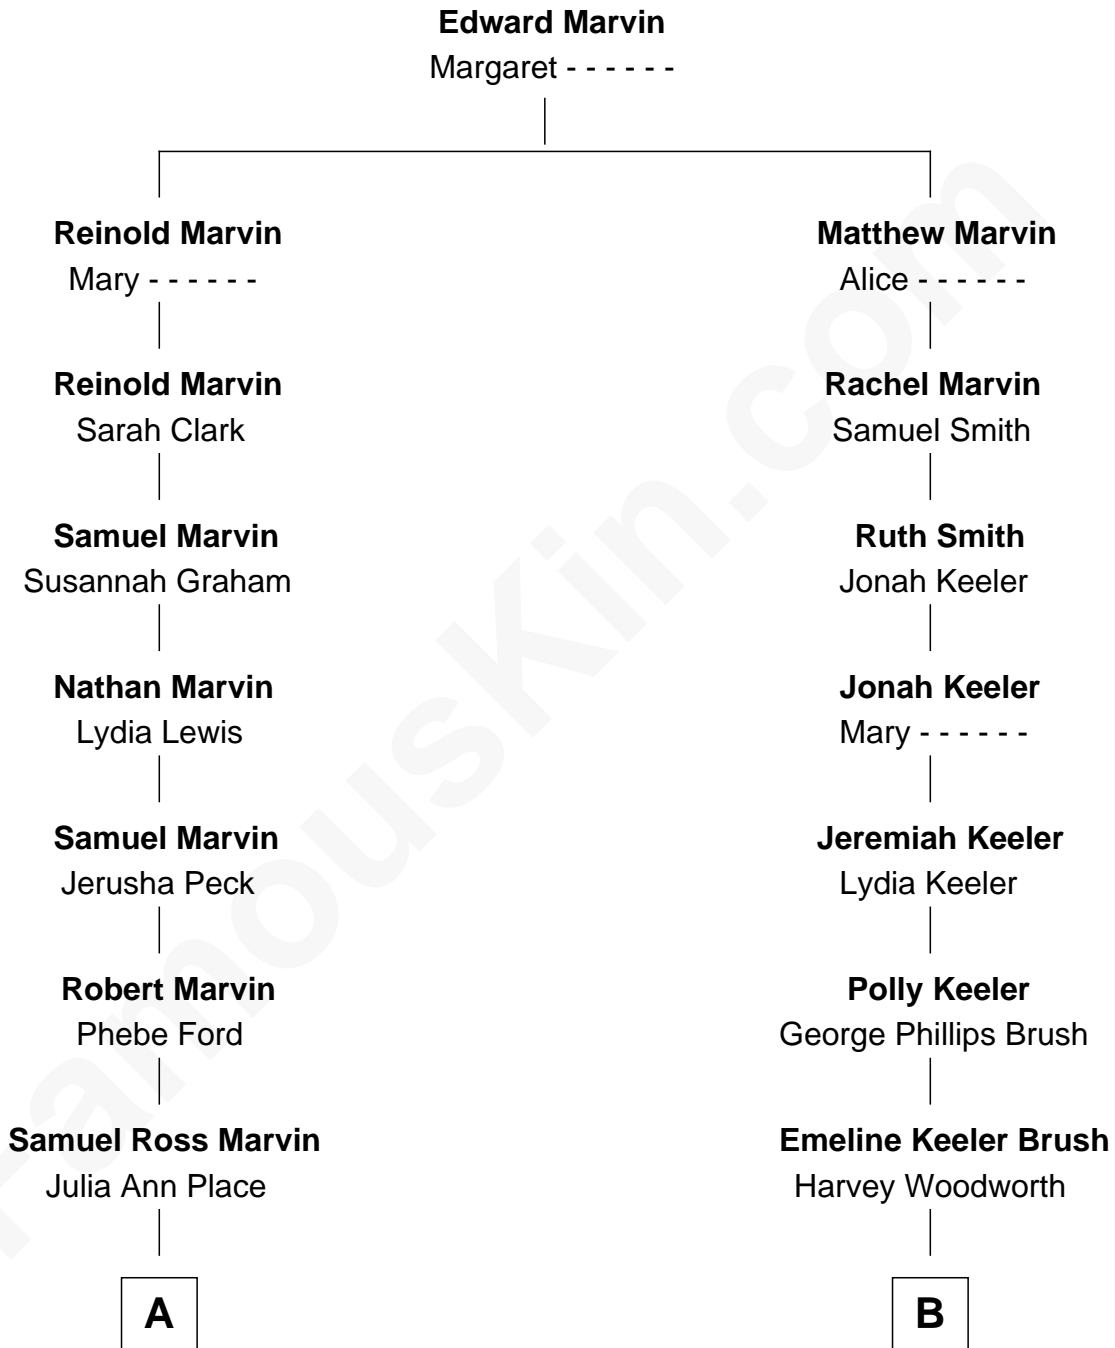 Edward Marvin
Margaret - - - - - -
Reinold Marvin
Mary - - - - - -
Matthew Marvin
Alice - - - - - -
Reinold Marvin
Sarah Clark
Rachel Marvin
Samuel Smith
Samuel Marvin
Susannah Graham
Ruth Smith
Jonah Keeler
Nathan Marvin
Lydia Lewis
Jonah Keeler
Mary - - - - - -
Samuel Marvin
Jerusha Peck
Jeremiah Keeler
Lydia Keeler
Robert Marvin
Phebe Ford
Polly Keeler
George Phillips Brush
Samuel Ross Marvin
Julia Ann Place
Emeline Keeler Brush
Harvey Woodworth
A
B
FamousKin.com